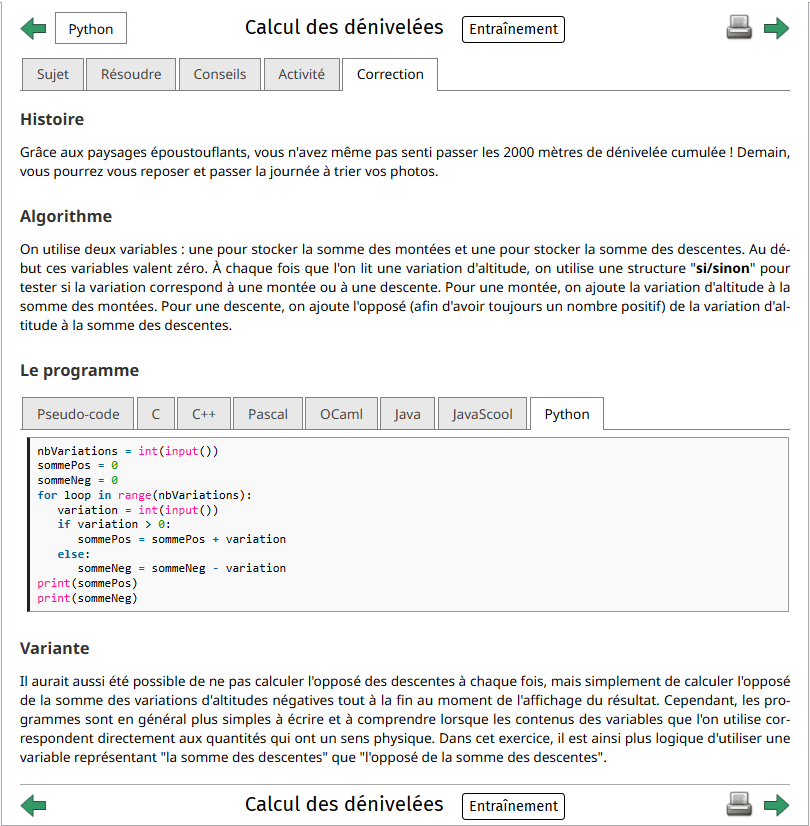 Python Calcul des dénivelées Entraînement
Sujet Résoudre Conseils Activité Correction
Histoire
Grâce aux paysages époustouflants, vous n'avez même pas senti passer les 2000 mètres de dénivelée cumulée ! Demain,
vous pourrez vous reposer et passer la journée à trier vos photos.
Algorithme
On utilise deux variables : une pour stocker la somme des montées et une pour stocker la somme des descentes. Au dé-
but ces variables valent zéro. À chaque fois que l'on lit une variation d'altitude, on utilise une structure "si/sinon" pour
tester si la variation correspond à une montée ou à une descente. Pour une montée, on ajoute la variation d'altitude à la
somme des montées. Pour une descente, on ajoute l'opposé (afin d'avoir toujours un nombre positif) de la variation d'al-
titude à la somme des descentes.
Le programme
Pseudo-code C C++ Pascal OCaml Java JavaScool Python
nbVariations = int(input())
sommePos = 0
sommeNeg = 0
for loop in range(nbVariations):
   variation = int(input())
   if variation > 0:
      sommePos = sommePos + variation
   else:
      sommeNeg = sommeNeg - variation
print(sommePos)
print(sommeNeg)
Variante
Il aurait aussi été possible de ne pas calculer l'opposé des descentes à chaque fois, mais simplement de calculer l'opposé
de la somme des variations d'altitudes négatives tout à la fin au moment de l'affichage du résultat. Cependant, les pro-
grammes sont en général plus simples à écrire et à comprendre lorsque les contenus des variables que l'on utilise cor-
respondent directement aux quantités qui ont un sens physique. Dans cet exercice, il est ainsi plus logique d'utiliser une
variable représentant "la somme des descentes" que "l'opposé de la somme des descentes".
Calcul des dénivelées Entraînement